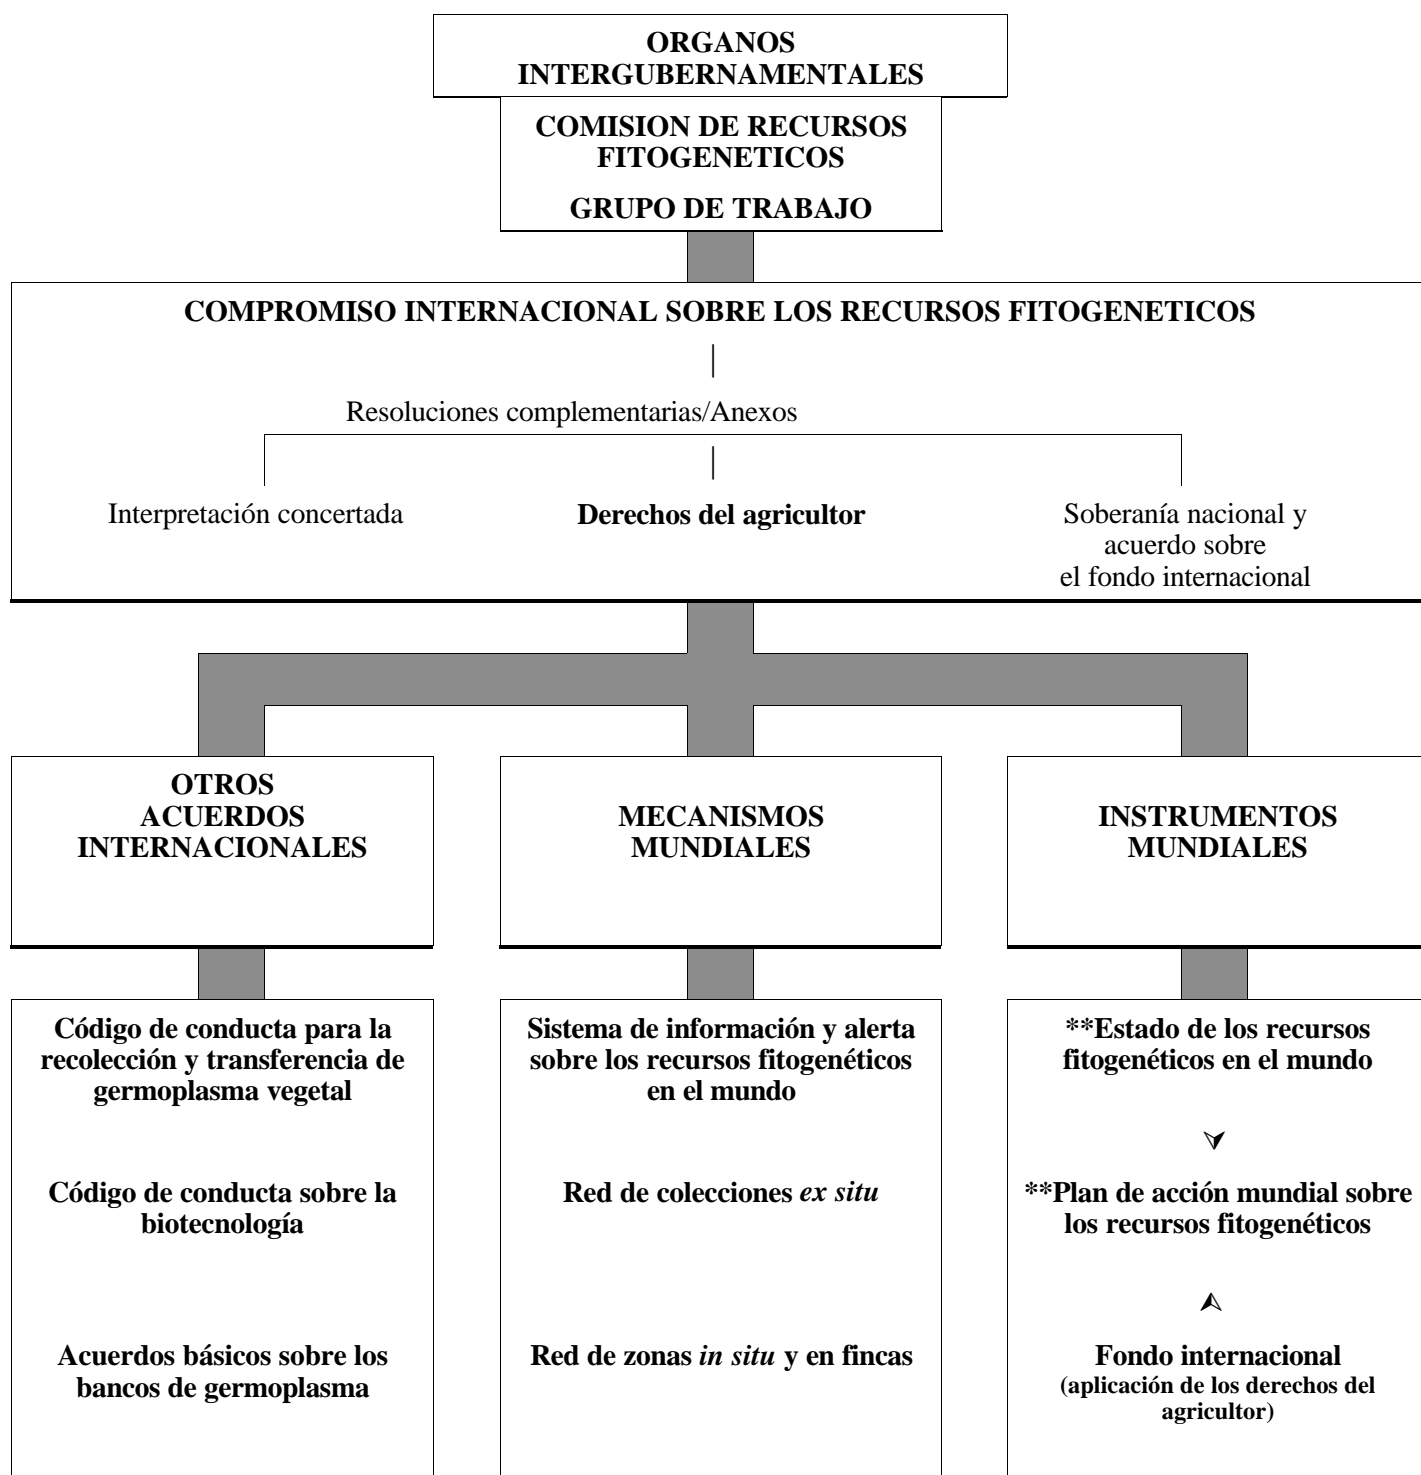 ORGANOS
INTERGUBERNAMENTALES
COMISION DE RECURSOS
FITOGENETICOS
GRUPO DE TRABAJO
COMPROMISO INTERNACIONAL SOBRE LOS RECURSOS FITOGENETICOS
Resoluciones complementarias/Anexos
Interpretación concertada
Derechos del agricultor
Soberanía nacional y
acuerdo sobre
el fondo internacional
OTROS
ACUERDOS
INTERNACIONALES
MECANISMOS
MUNDIALES
INSTRUMENTOS
MUNDIALES
Código de conducta para la
recolección y transferencia de
germoplasma vegetal
Código de conducta sobre la
biotecnología
Acuerdos básicos sobre los
bancos de germoplasma
Sistema de información y alerta
sobre los recursos fitogenéticos
en el mundo
Red de colecciones ex situ
Red de zonas in situ y en fincas
**Estado de los recursos
fitogenéticos en el mundo
**Plan de acción mundial sobre
los recursos fitogenéticos
Fondo internacional
(aplicación de los derechos del
agricultor)